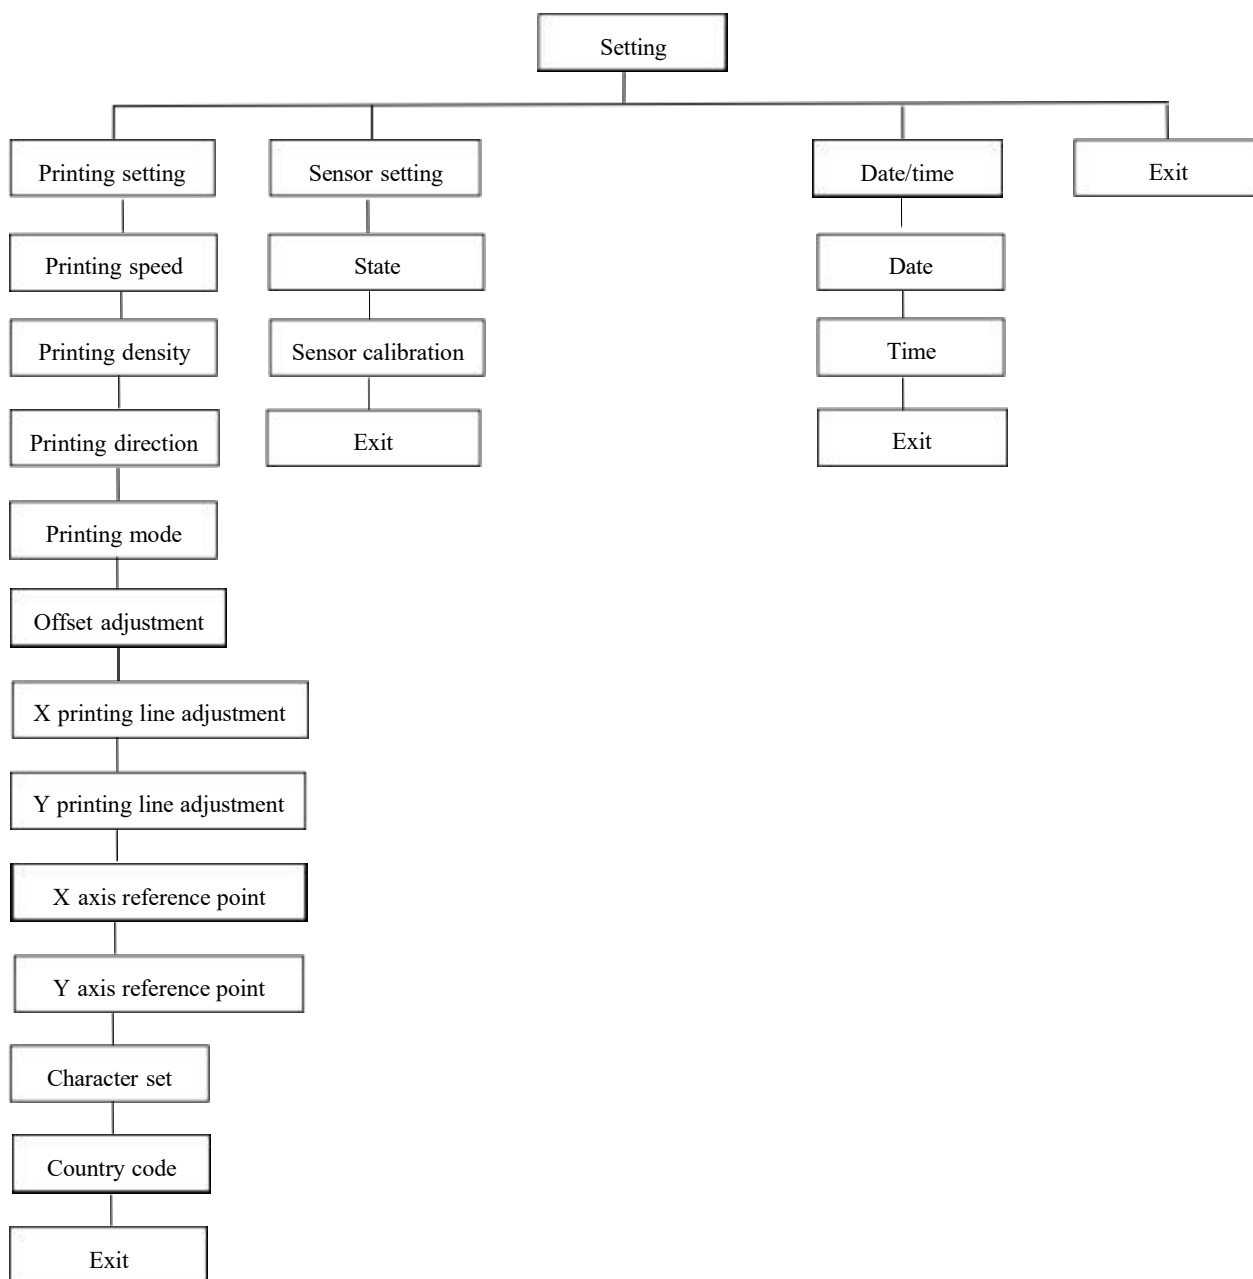 Setting
Printing setting
Sensor setting
Date/time
Exit
Printing speed
State
Date
Printing density
Sensor calibration
Time
Printing direction
Exit
Exit
Printing mode
Offset adjustment
X printing line adjustment
Y printing line adjustment
X axis reference point
Y axis reference point
Character set
Country code
Exit